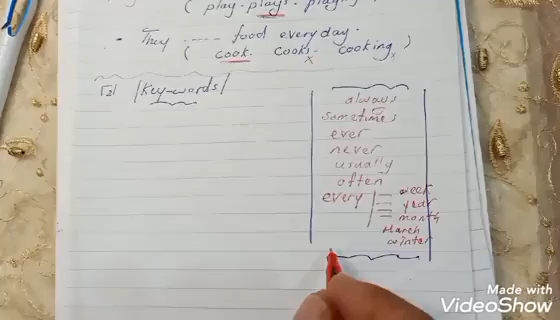 ( play - plays - playing
• They ---- food everyday.
( cook - cooks - cooking )
x x
[2] / Key-words /
always
sometimes
ever
never
usually
often
every
week
year
month
March
winter
Made with
VideoShow